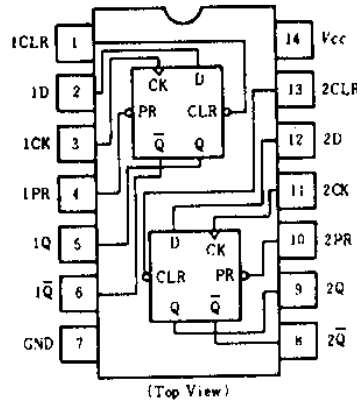 1CLR 1 14 Vcc
1D 2 CK D 13 2CLR
PR CLR
1CK 3 12 2D
Q̅ Q
1PR 4 11 2CK
1Q 5 D CK 10 2PR
CLR PR
1Q̅ 6 9 2Q
Q Q̅
GND 7 8 2Q̅
(Top View)